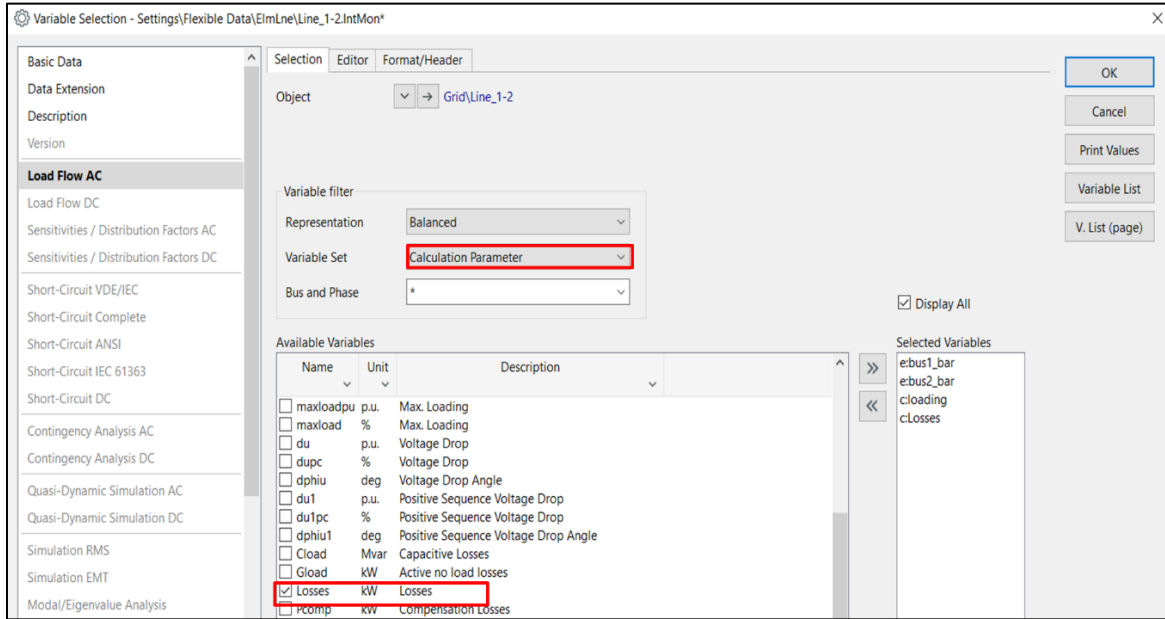 Variable Selection - Settings\Flexible Data\ElmLne\Line_1-2.IntMon*
Basic Data
Data Extension
Description
Version
Load Flow AC
Load Flow DC
Sensitivities / Distribution Factors AC
Sensitivities / Distribution Factors DC
Short-Circuit VDE/IEC
Short-Circuit Complete
Short-Circuit ANSI
Short-Circuit IEC 61363
Short-Circuit DC
Contingency Analysis AC
Contingency Analysis DC
Quasi-Dynamic Simulation AC
Quasi-Dynamic Simulation DC
Simulation RMS
Simulation EMT
Modal/Eigenvalue Analysis
Selection Editor Format/Header
Object Grid\Line_1-2
Variable filter
Representation Balanced
Variable Set Calculation Parameter
Bus and Phase *
Available Variables
Name Unit Description
maxloadpu p.u. Max. Loading
maxload % Max. Loading
du p.u. Voltage Drop
dupc % Voltage Drop
dphiu deg Voltage Drop Angle
du1 p.u. Positive Sequence Voltage Drop
du1pc % Positive Sequence Voltage Drop
dphiu1 deg Positive Sequence Voltage Drop Angle
Cload Mvar Capacitive Losses
Gload kW Active no load losses
Losses kW Losses
Pcomp kW Compensation Losses
Display All
Selected Variables
e:bus1_bar
e:bus2_bar
c:loading
c:Losses
OK
Cancel
Print Values
Variable List
V. List (page)